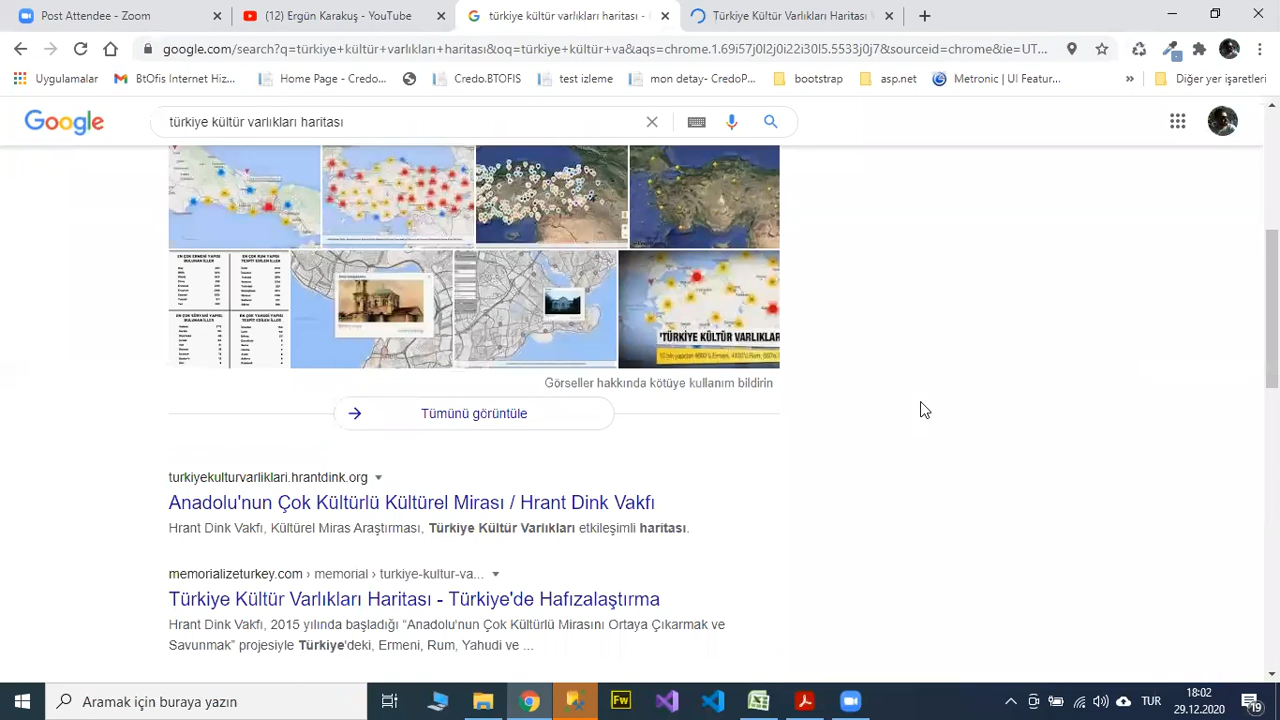 Post Attendee - Zoom
(12) Ergün Karakuş - YouTube
türkiye kültür varlıkları haritası -
Türkiye Kültür Varlıkları Haritası
google.com/search?q=türkiye+kültür+varlıkları+haritası&oq=türkiye+kültür+va&aqs=chrome.1.69i57j0l2j0i22i30l5.5533j0j7&sourceid=chrome&ie=UT...
Uygulamalar
BtOfis Internet Hiz...
Home Page - Credo...
Credo.BTOFIS
test izleme
mon detay- CredoP...
bootstrap
asp.net
Metronic | UI Featur...
»
Diğer yer işaretleri
Google
türkiye kültür varlıkları haritası
'TÜRKİYE KÜLTÜR VARLIKLAR
Görseller hakkında kötüye kullanım bildirin
Tümünü görüntüle
turkiyekulturvarliklari.hrantdink.org
Anadolu'nun Çok Kültürlü Kültürel Mirası / Hrant Dink Vakfı
Hrant Dink Vakfı, Kültürel Miras Araştırması, Türkiye Kültür Varlıkları etkileşimli haritası.
memorializeturkey.com › memorial › turkiye-kultur-va...
Türkiye Kültür Varlıkları Haritası - Türkiye'de Hafızalaştırma
Hrant Dink Vakfı, 2015 yılında başladığı “Anadolu'nun Çok Kültürlü Mirasını Ortaya Çıkarmak ve
Savunmak” projesiyle Türkiye'deki, Ermeni, Rum, Yahudi ve ...
Aramak için buraya yazın
Fw
TUR
18:02
29.12.2020
19